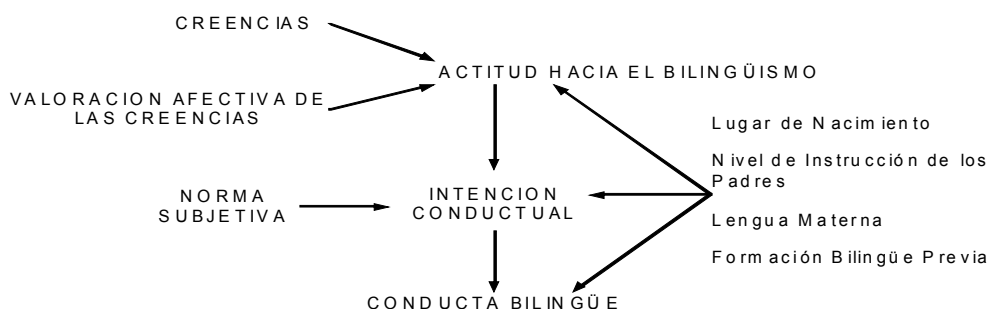 CREENCIAS
ACTITUD HACIA EL BILINGÜISMO
VALORACION AFECTIVA DE
LAS CREENCIAS
Lugar de Nacimiento
Nivel de Instrucción de los
Padres
NORMA
SUBJETIVA
INTENCION
CONDUCTUAL
Lengua Materna
Formación Bilingüe Previa
CONDUCTA BILINGÜE